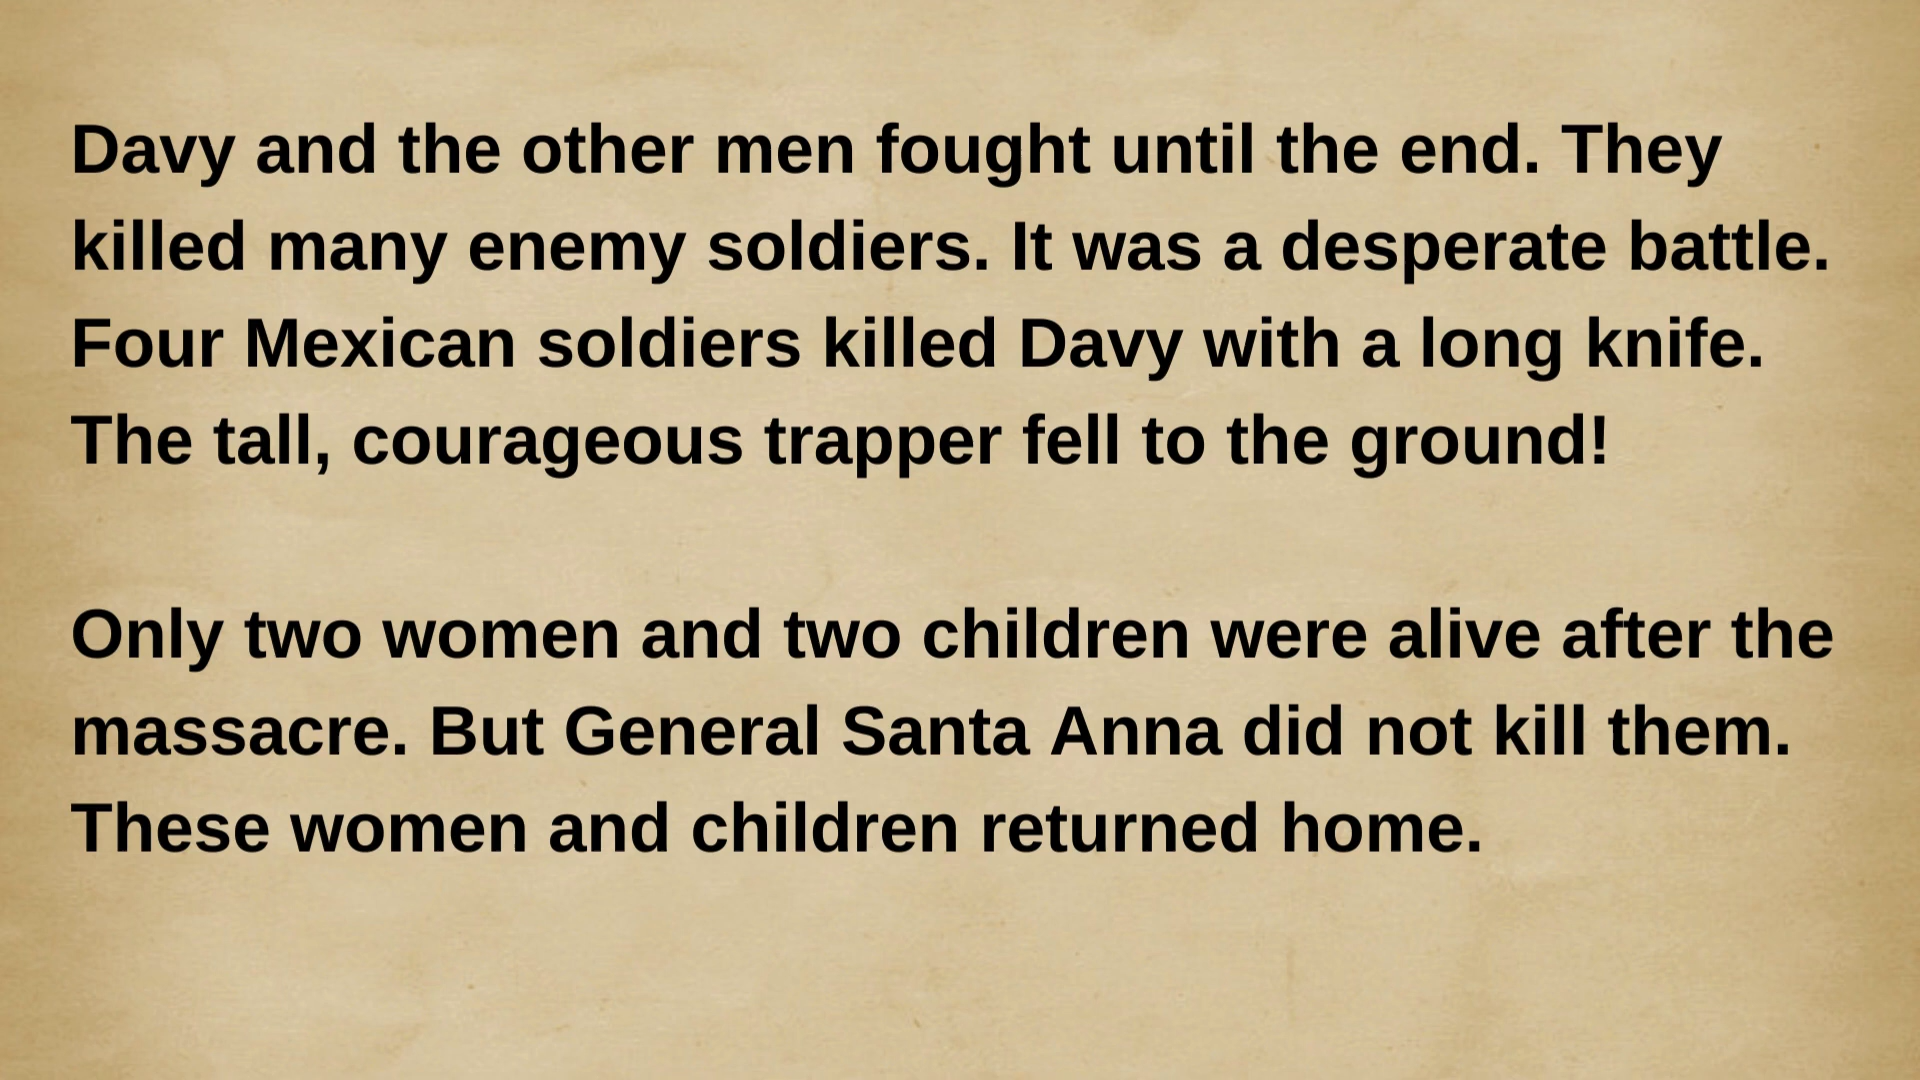 Davy and the other men fought until the end. They
killed many enemy soldiers. It was a desperate battle.
Four Mexican soldiers killed Davy with a long knife.
The tall, courageous trapper fell to the ground!
Only two women and two children were alive after the
massacre. But General Santa Anna did not kill them.
These women and children returned home.